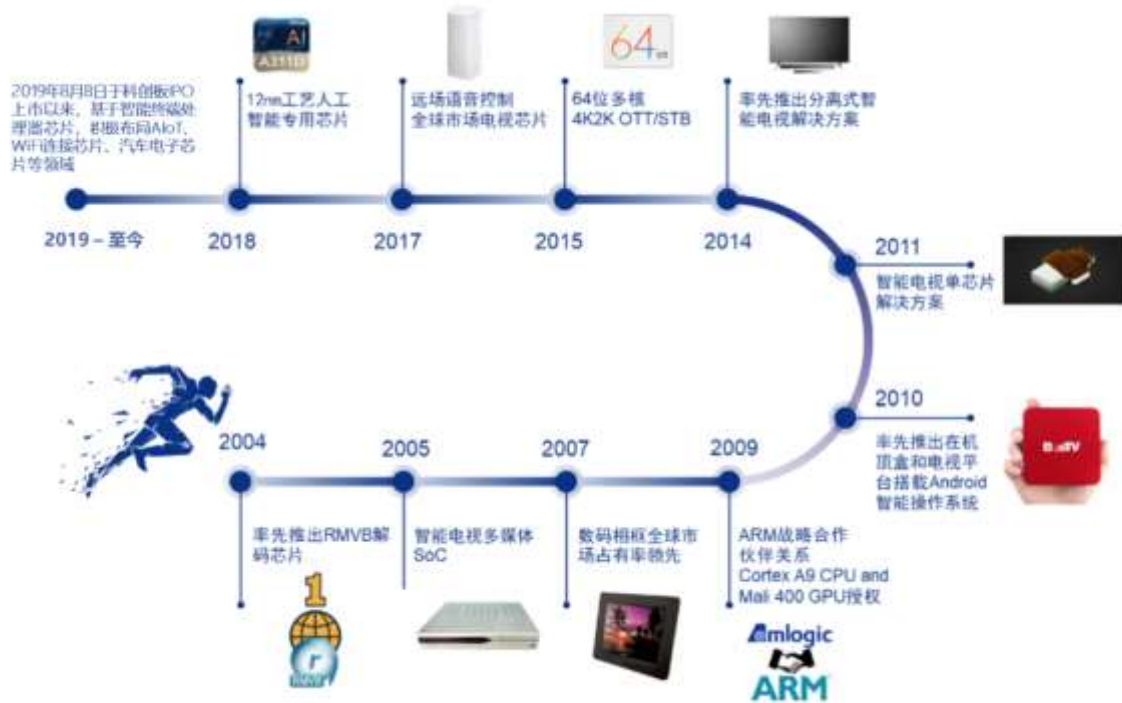 AI
A311D
64
2019年8月8日于科创板IPO
上市以来，基于智能终端处
理器芯片，积极布局AIoT、
WiFi连接芯片、汽车电子芯
片等领域
12nm工艺人工
智能专用芯片
远场语音控制
全球市场电视芯片
64位多核
4K2K OTT/STB
率先推出分离式智
能电视解决方案
2019 – 至今
2018
2017
2015
2014
2011
智能电视单芯片
解决方案
2010
率先推出在机
顶盒和电视平
台搭载Android
智能操作系统
2004
2005
2007
2009
率先推出RMVB解
码芯片
智能电视多媒体
SoC
数码相框全球市
场占有率领先
ARM战略合作
伙伴关系
Cortex A9 CPU and
Mali 400 GPU授权
1
r
Amlogic
ARM